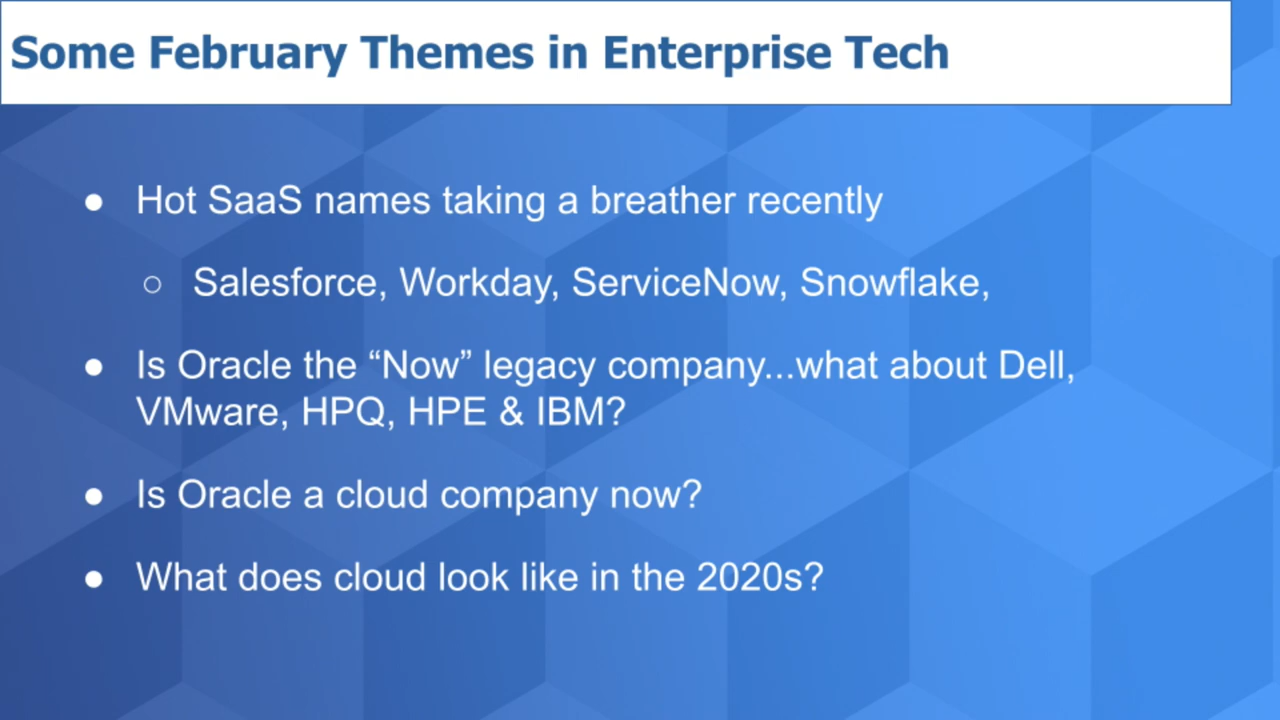 Some February Themes in Enterprise Tech
● Hot SaaS names taking a breather recently
○ Salesforce, Workday, ServiceNow, Snowflake,
● Is Oracle the “Now” legacy company...what about Dell,
VMware, HPQ, HPE & IBM?
● Is Oracle a cloud company now?
● What does cloud look like in the 2020s?